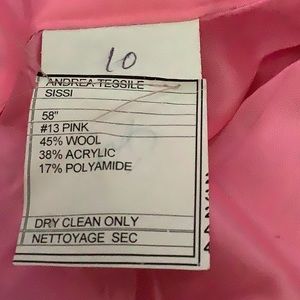 10
ANDREA TESSILE
SISSI
58"
#13 PINK
45% WOOL
38% ACRYLIC
17% POLYAMIDE
DRY CLEAN ONLY
NETTOYAGE SEC